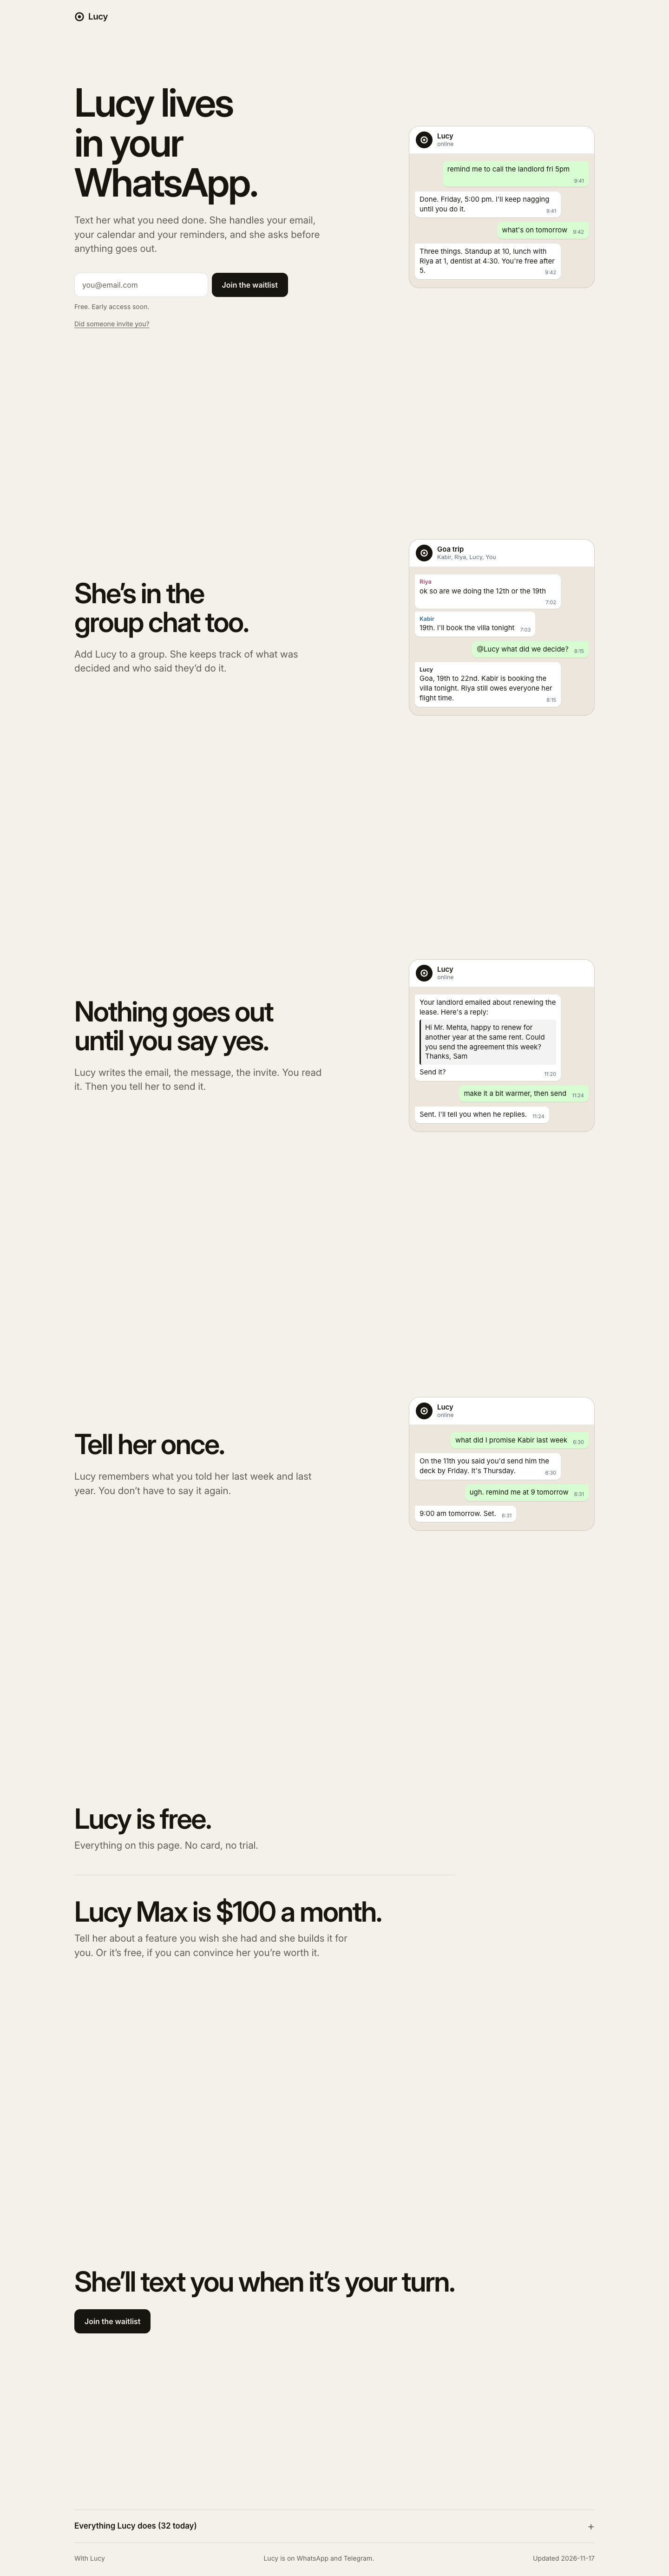 Lucy
Lucy lives
in your
WhatsApp.
Text her what you need done. She handles your email,
your calendar and your reminders, and she asks before
anything goes out.
you@email.com
Join the waitlist
Free. Early access soon.
Did someone invite you?
Lucy
online
remind me to call the landlord fri 5pm
9:41
Done. Friday, 5:00 pm. I'll keep nagging
until you do it. 9:41
what's on tomorrow 9:42
Three things. Standup at 10, lunch with
Riya at 1, dentist at 4:30. You're free after
5. 9:42
She’s in the
group chat too.
Add Lucy to a group. She keeps track of what was
decided and who said they’d do it.
Goa trip
Kabir, Riya, Lucy, You
Riya
ok so are we doing the 12th or the 19th
7:02
Kabir
19th. I'll book the villa tonight 7:03
@Lucy what did we decide? 8:15
Lucy
Goa, 19th to 22nd. Kabir is booking the
villa tonight. Riya still owes everyone her
flight time. 8:15
Nothing goes out
until you say yes.
Lucy writes the email, the message, the invite. You read
it. Then you tell her to send it.
Lucy
online
Your landlord emailed about renewing the
lease. Here's a reply:
Hi Mr. Mehta, happy to renew for
another year at the same rent. Could
you send the agreement this week?
Thanks, Sam
Send it? 11:20
make it a bit warmer, then send 11:24
Sent. I'll tell you when he replies. 11:24
Tell her once.
Lucy remembers what you told her last week and last
year. You don’t have to say it again.
Lucy
online
what did I promise Kabir last week 6:30
On the 11th you said you'd send him the
deck by Friday. It's Thursday. 6:30
ugh. remind me at 9 tomorrow 6:31
9:00 am tomorrow. Set. 6:31
Lucy is free.
Everything on this page. No card, no trial.
Lucy Max is $100 a month.
Tell her about a feature you wish she had and she builds it for
you. Or it’s free, if you can convince her you’re worth it.
She’ll text you when it’s your turn.
Join the waitlist
Everything Lucy does (32 today) +
With Lucy
Lucy is on WhatsApp and Telegram.
Updated 2026-11-17